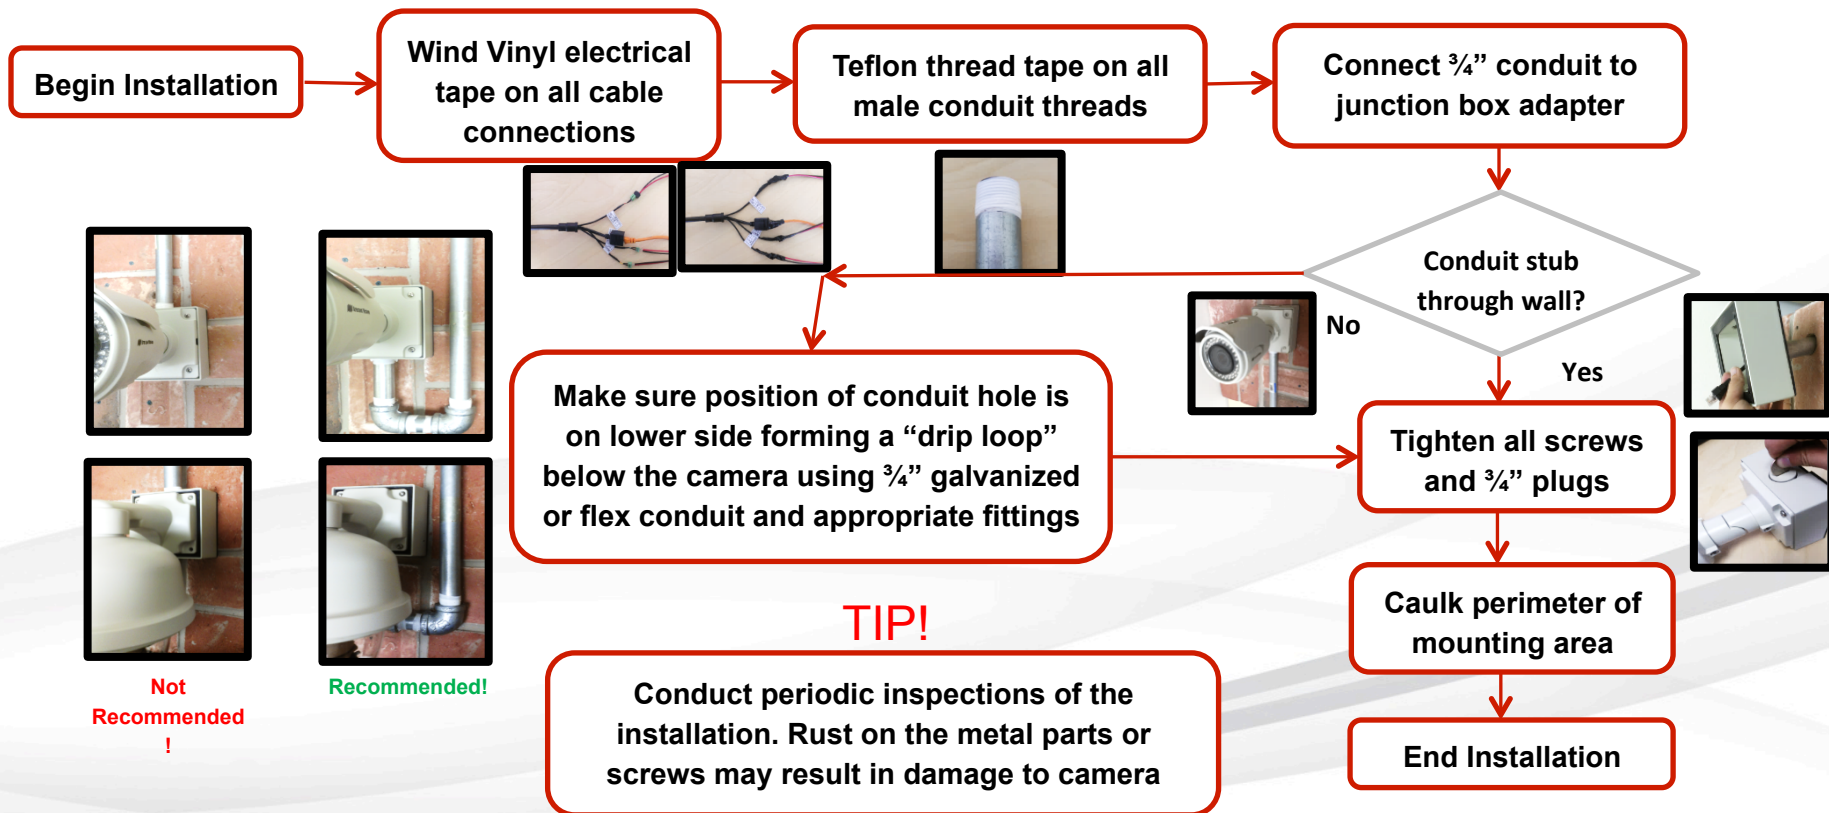 Begin Installation
Wind Vinyl electrical
tape on all cable
connections
Teflon thread tape on all
male conduit threads
Connect ¾” conduit to
junction box adapter
Conduit stub
through wall?
No
Yes
Make sure position of conduit hole is
on lower side forming a “drip loop”
below the camera using ¾” galvanized
or flex conduit and appropriate fittings
Tighten all screws
and ¾” plugs
Caulk perimeter of
mounting area
End Installation
Not
Recommended
!
Recommended!
TIP!
Conduct periodic inspections of the
installation. Rust on the metal parts or
screws may result in damage to camera